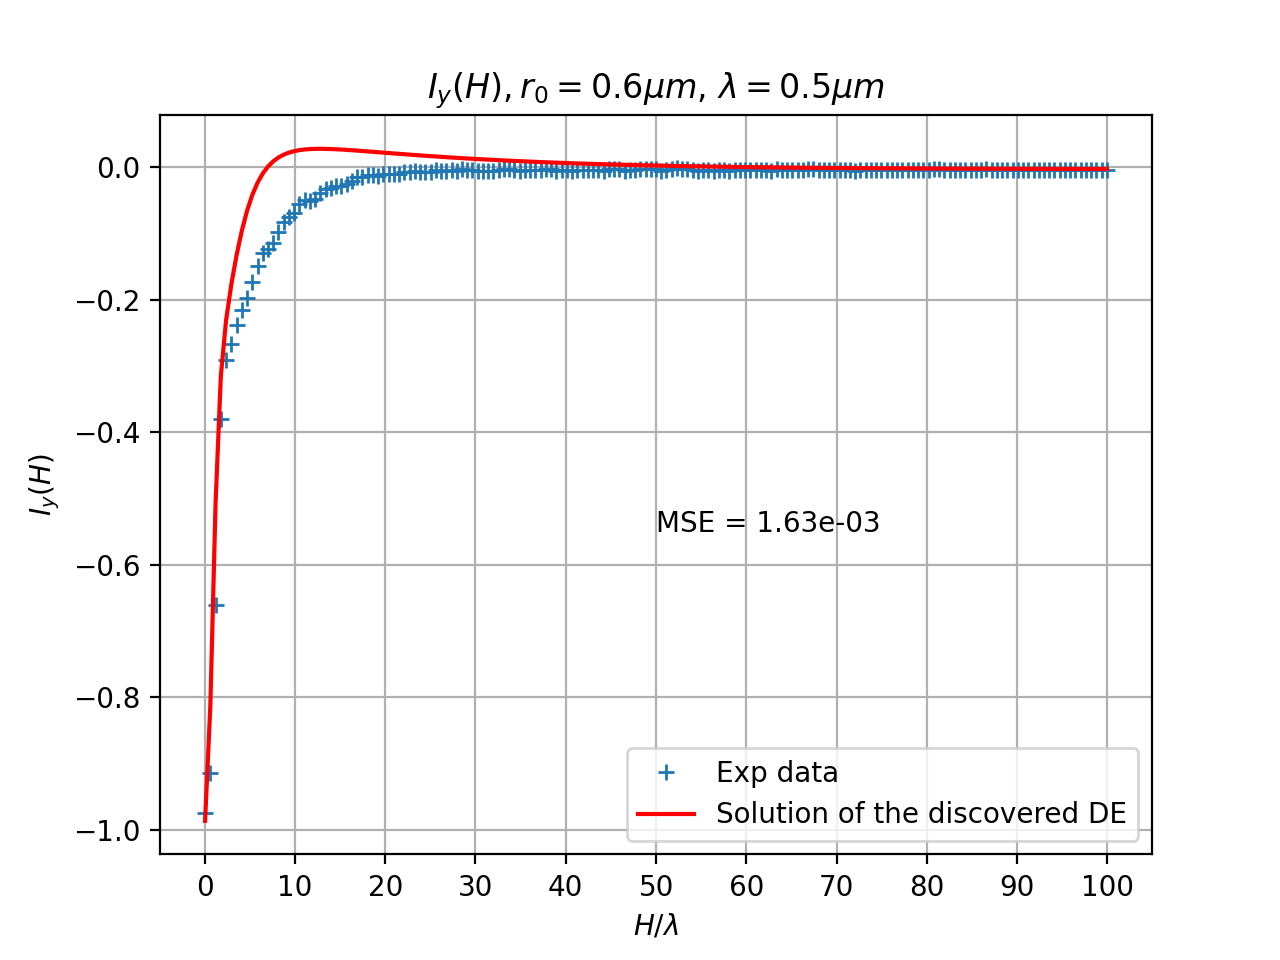 I_y(H), r_0 = 0.6μm, λ = 0.5μm
0.0
−0.2
−0.4
−0.6
−0.8
−1.0
I_y(H)
MSE = 1.63e-03
Exp data
Solution of the discovered DE
0 10 20 30 40 50 60 70 80 90 100
H/λ